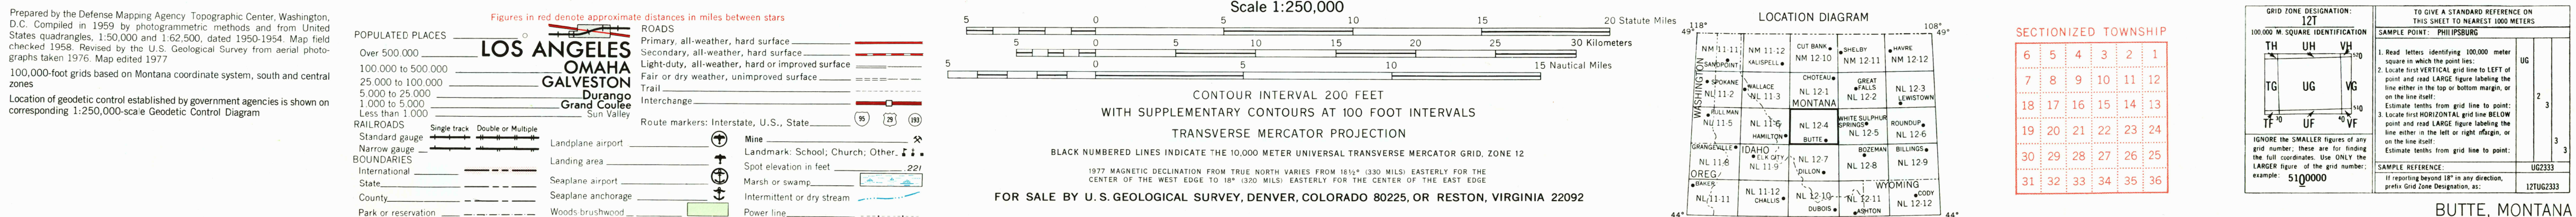 Prepared by the Defense Mapping Agency Topographic Center, Washington,
D.C. Compiled in 1959 by photogrammetric methods and from United
States quadrangles, 1:50,000 and 1:62,500, dated 1950-1954. Map field
checked 1958. Revised by the U.S. Geological Survey from aerial photo-
graphs taken 1976. Map edited 1977
100,000-foot grids based on Montana coordinate system, south and central
zones
Location of geodetic control established by government agencies is shown on
corresponding 1:250,000-scale Geodetic Control Diagram
Figures in red denote approximate distances in miles between stars
POPULATED PLACES
Over 500.000 LOS ANGELES
100.000 to 500.000 OMAHA
25.000 to 100.000 GALVESTON
5.000 to 25.000 Durango
1.000 to 5.000 Grand Coulee
Less than 1.000 Sun Valley
RAILROADS
Single track Double or Multiple
Standard gauge
Narrow gauge
BOUNDARIES
International
State
County
Park or reservation
Landplane airport
Landing area
Seaplane airport
Seaplane anchorage
Woods-brushwood
ROADS
Primary, all-weather, hard surface
Secondary, all-weather, hard surface
Light-duty, all-weather, hard or improved surface
Fair or dry weather, unimproved surface
Trail
Interchange
Route markers: Interstate, U.S., State 95 29 193
Mine
Landmark: School; Church; Other
Spot elevation in feet .221
Marsh or swamp
Intermittent or dry stream
Power line
Scale 1:250,000
5 0 5 10 15 20 Statute Miles
5 0 5 10 15 20 25 30 Kilometers
5 0 5 10 15 Nautical Miles
CONTOUR INTERVAL 200 FEET
WITH SUPPLEMENTARY CONTOURS AT 100 FOOT INTERVALS
TRANSVERSE MERCATOR PROJECTION
BLACK NUMBERED LINES INDICATE THE 10,000 METER UNIVERSAL TRANSVERSE MERCATOR GRID, ZONE 12
1977 MAGNETIC DECLINATION FROM TRUE NORTH VARIES FROM 18½° (330 MILS) EASTERLY FOR THE
CENTER OF THE WEST EDGE TO 18° (320 MILS) EASTERLY FOR THE CENTER OF THE EAST EDGE
FOR SALE BY U.S. GEOLOGICAL SURVEY, DENVER, COLORADO 80225, OR RESTON, VIRGINIA 22092
LOCATION DIAGRAM
118° 108°
49° 49°
NM 11-11 SANDPOINT
NM 11-12 KALISPELL
CUT BANK NM 12-10
SHELBY NM 12-11
HAVRE NM 12-12
WASHINGTON
SPOKANE NL 11-2
WALLACE NL 11-3
CHOTEAU NL 12-1
MONTANA
GREAT FALLS NL 12-2
NL 12-3 LEWISTOWN
PULLMAN NL 11-5
NL 11-6 HAMILTON
NL 12-4 BUTTE
WHITE SULPHUR SPRINGS NL 12-5
ROUNDUP NL 12-6
GRANGEVILLE NL 11-8
IDAHO
ELK CITY NL 11-9
NL 12-7 DILLON
BOZEMAN NL 12-8
BILLINGS NL 12-9
OREG
BAKER NL 11-11
NL 11-12 CHALLIS
NL 12-10 DUBOIS
WYOMING
NL 12-11 ASHTON
CODY NL 12-12
44° 44°
SECTIONIZED TOWNSHIP
6 5 4 3 2 1
7 8 9 10 11 12
18 17 16 15 14 13
19 20 21 22 23 24
30 29 28 27 26 25
31 32 33 34 35 36
GRID ZONE DESIGNATION:
12T
100,000 M. SQUARE IDENTIFICATION
TH UH VH
TG UG VG
TF UF VF
IGNORE the SMALLER figures of any
grid number; these are for finding
the full coordinates. Use ONLY the
LARGER figure of the grid number;
example: 5100000
TO GIVE A STANDARD REFERENCE ON
THIS SHEET TO NEAREST 1000 METERS
SAMPLE POINT: PHILIPSBURG
1. Read letters identifying 100,000 meter
square in which the point lies: UG
2. Locate first VERTICAL grid line to LEFT of
point and read LARGE figure labeling the
line either in the top or bottom margin, or
on the line itself: 2
Estimate tenths from grid line to point: 3
3. Locate first HORIZONTAL grid line BELOW
point and read LARGE figure labeling the
line either in the left or right margin, or
on the line itself: 3
Estimate tenths from grid line to point: 3
SAMPLE REFERENCE: UG2333
If reporting beyond 18° in any direction,
prefix Grid Zone Designation, as: 12TUG2333
BUTTE, MONTANA